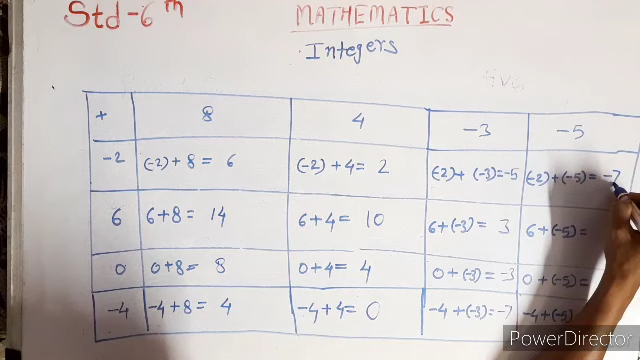 Std-6th MATHEMATICS
Integers
+ 8 4 -3 -5
-2 (-2)+8= 6 (-2)+4= 2 (-2)+(-3)=-5 (-2)+(-5)= -7
6 6+8= 14 6+4= 10 6+(-3)= 3 6+(-5)=
0 0+8= 8 0+4= 4 0+(-3)=-3 0+(-5)=
-4 -4+8= 4 -4+4= 0 -4+(-3)=-7 -4+(-5)
PowerDirector